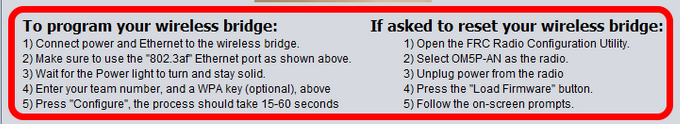 To program your wireless bridge:
1) Connect power and Ethernet to the wireless bridge.
2) Make sure to use the "802.3af" Ethernet port as shown above.
3) Wait for the Power light to turn and stay solid.
4) Enter your team number, and a WPA key (optional), above
5) Press "Configure", the process should take 15-60 seconds
If asked to reset your wireless bridge:
1) Open the FRC Radio Configuration Utility.
2) Select OM5P-AN as the radio.
3) Unplug power from the radio
4) Press the "Load Firmware" button.
5) Follow the on-screen prompts.